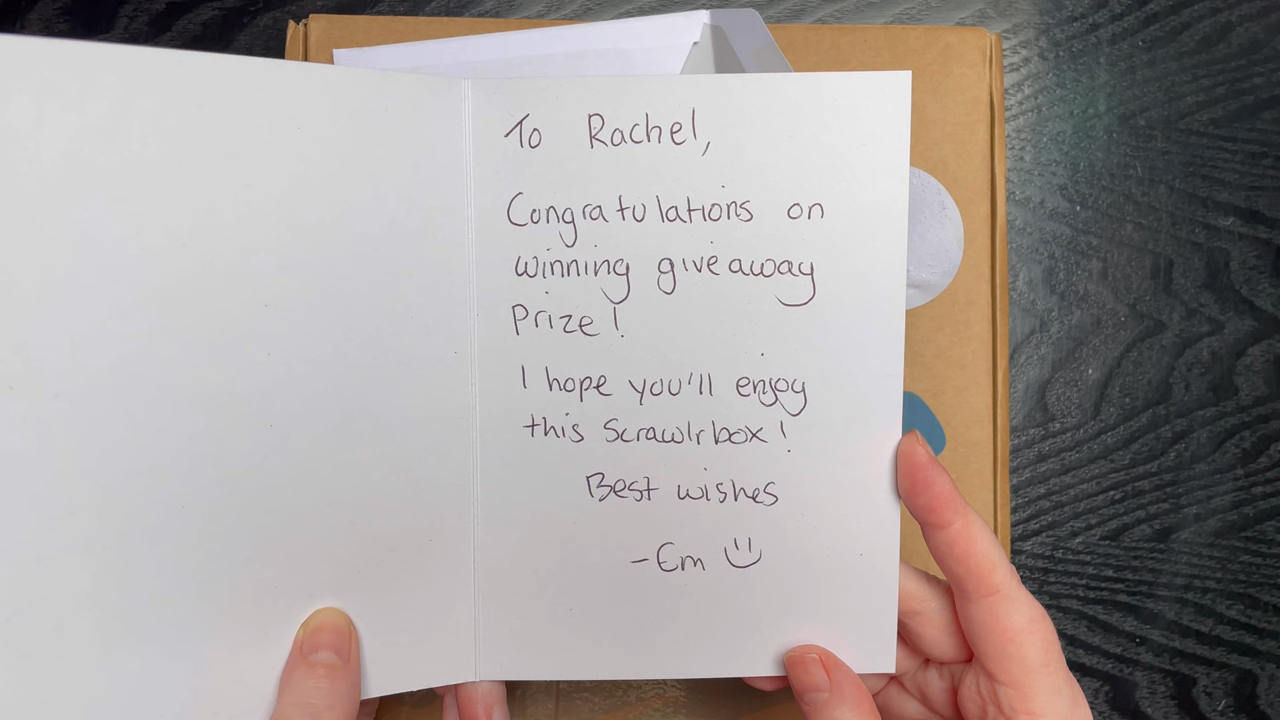 To Rachel,
Congratulations on
winning giveaway
Prize!
I hope you'll enjoy
this Scrawlrbox!
Best wishes
-Em